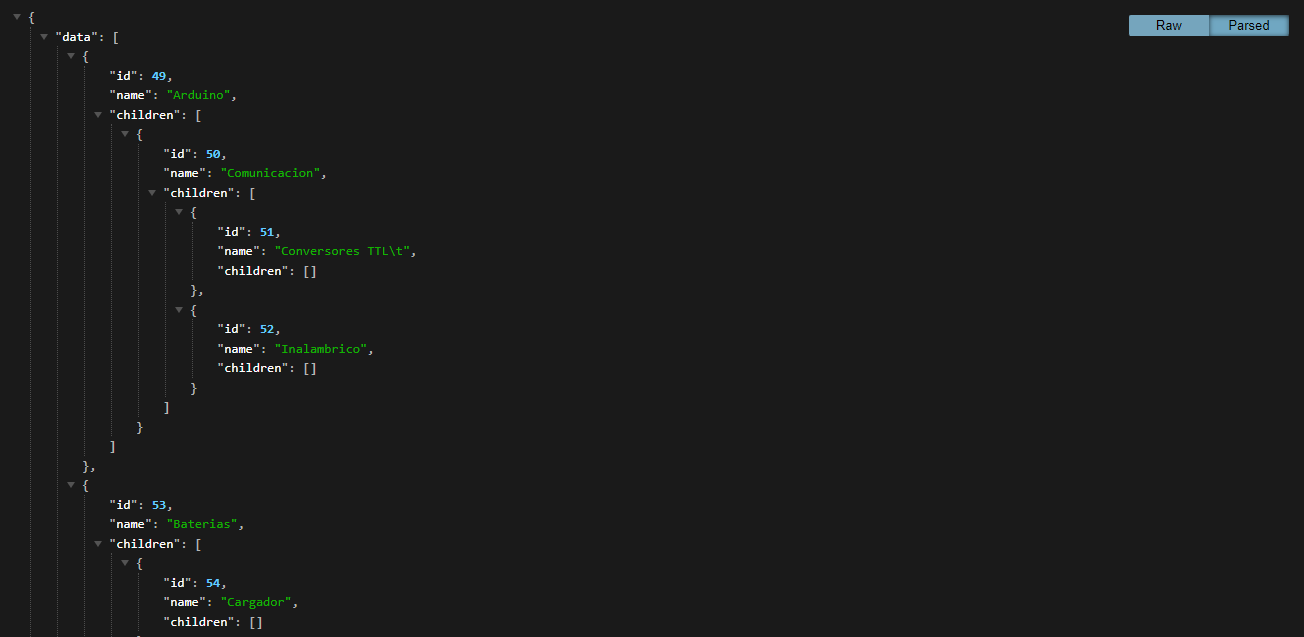 {
"data": [
{
"id": 49,
"name": "Arduino",
"children": [
{
"id": 50,
"name": "Comunicacion",
"children": [
{
"id": 51,
"name": "Conversores TTL\t",
"children": []
},
{
"id": 52,
"name": "Inalambrico",
"children": []
}
]
}
]
},
{
"id": 53,
"name": "Baterias",
"children": [
{
"id": 54,
"name": "Cargador",
"children": []
Raw
Parsed